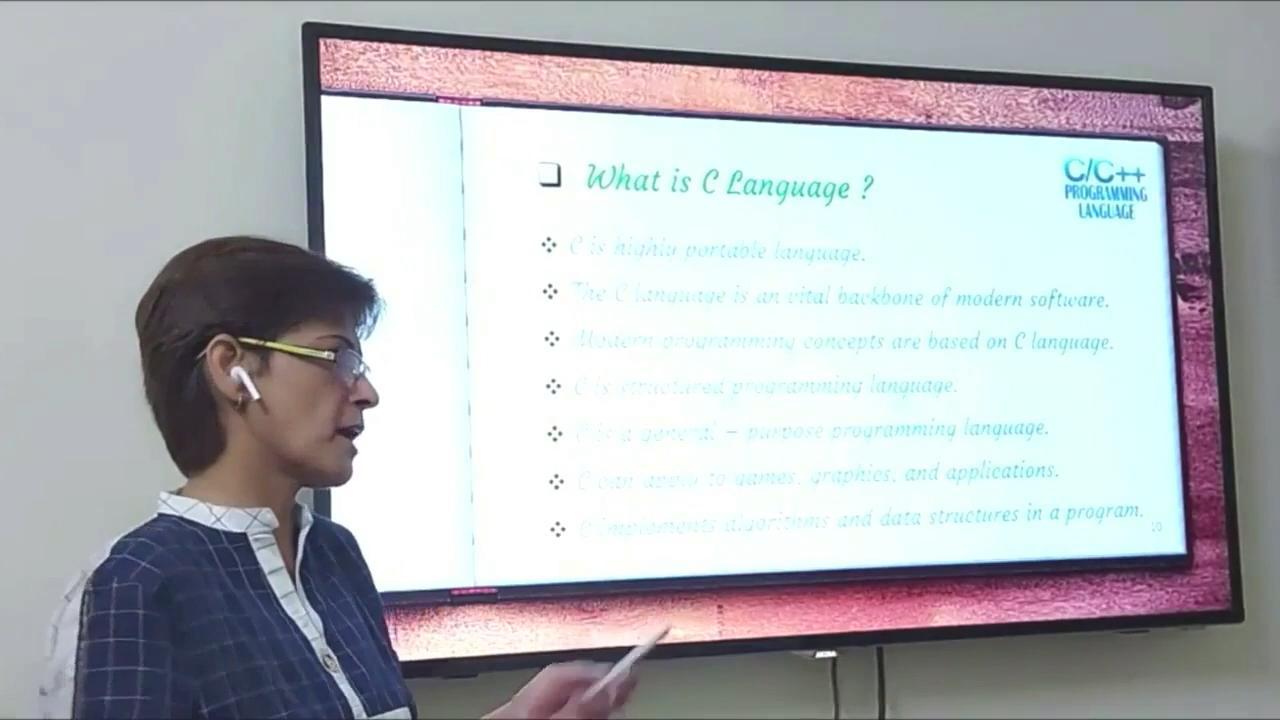 What is C Language ?
C/C++
PROGRAMMING
LANGUAGE
C is highly portable language.
The C language is an vital backbone of modern software.
Modern programming concepts are based on C language.
C is structured programming language.
C is a general – purpose programming language.
C can apply to games, graphics, and applications.
C implements algorithms and data structures in a program.
10